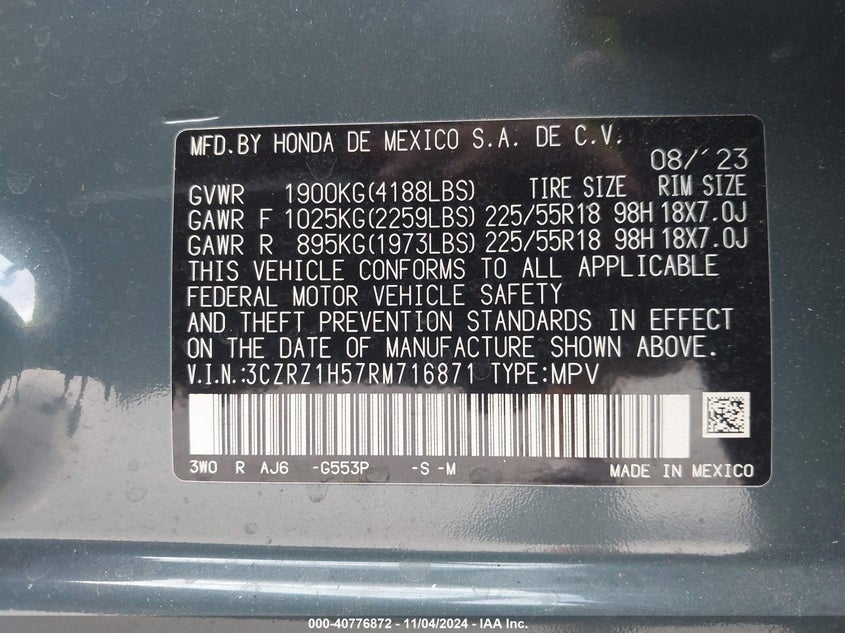 MFD.BY HONDA DE MEXICO S.A. DE C.V.
08/'23
GVWR 1900KG(4188LBS) TIRE SIZE RIM SIZE
GAWR F 1025KG(2259LBS) 225/55R18 98H 18X7.0J
GAWR R 895KG(1973LBS) 225/55R18 98H 18X7.0J
THIS VEHICLE CONFORMS TO ALL APPLICABLE
FEDERAL MOTOR VEHICLE SAFETY
AND THEFT PREVENTION STANDARDS IN EFFECT
ON THE DATE OF MANUFACTURE SHOWN ABOVE.
V.I.N.:3CZRZ1H57RM716871 TYPE:MPV
3WO R AJ6 -G553P -S -M MADE IN MEXICO
000-40776872 - 11/04/2024 - IAA Inc.